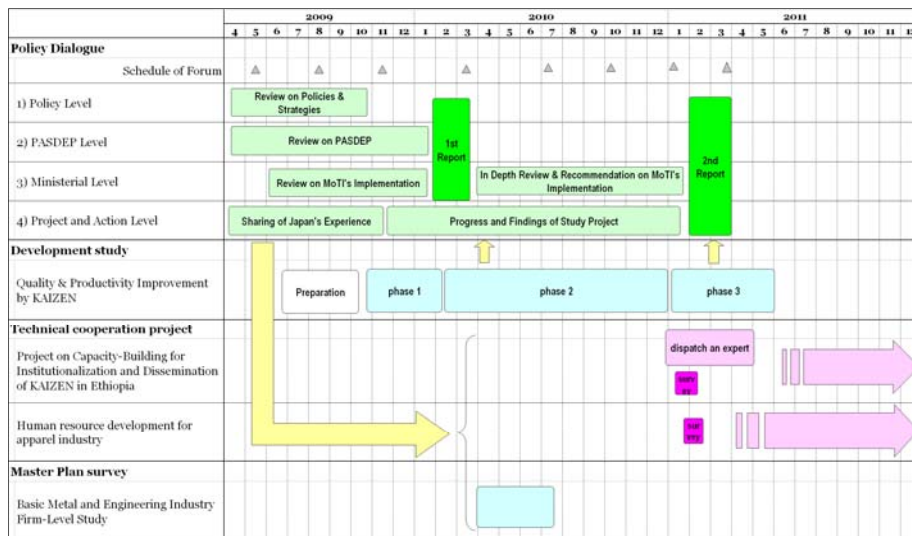 2009 2010 2011
4 5 6 7 8 9 10 11 12 1 2 3 4 5 6 7 8 9 10 11 12 1 2 3 4 5 6 7 8 9 10 11
Policy Dialogue
Schedule of Forum
1) Policy Level
Review on Policies &
Strategies
2) PASDEP Level
Review on PASDEP
1st
Report
2nd
Report
3) Ministerial Level
Review on MoTI's Implementation
In Depth Review & Recommendation on MoTI's
Implementation
4) Project and Action Level
Sharing of Japan's Experience
Progress and Findings of Study Project
Development study
Quality & Productivity Improvement
by KAIZEN
Preparation
phase 1
phase 2
phase 3
Technical cooperation project
Project on Capacity-Building for
Institutionalization and Dissemination
of KAIZEN in Ethiopia
dispatch an expert
Human resource development for
apparel industry
sur
vey
Master Plan survey
Basic Metal and Engineering Industry
Firm-Level Study